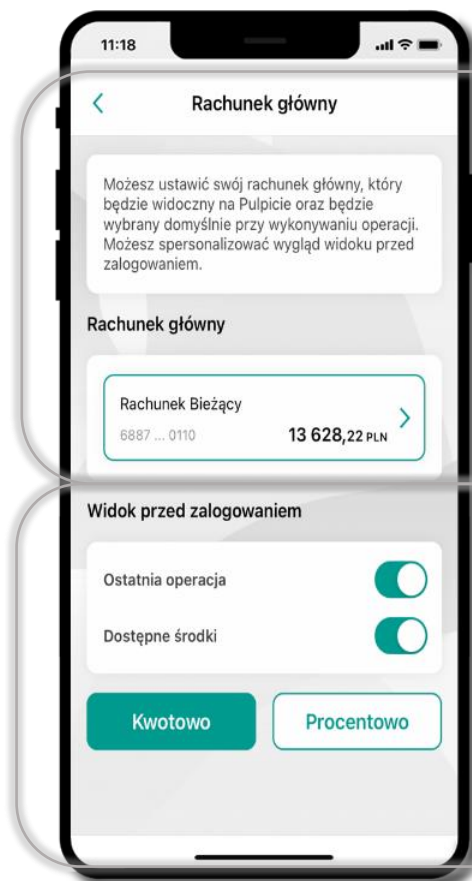 11:18
Rachunek główny
Możesz ustawić swój rachunek główny, który
będzie widoczny na Pulpicie oraz będzie
wybrany domyślnie przy wykonywaniu operacji.
Możesz spersonalizować wygląd widoku przed
zalogowaniem.
Rachunek główny
Rachunek Bieżący
6887 ... 0110 13 628,22 PLN
Widok przed zalogowaniem
Ostatnia operacja
Dostępne środki
Kwotowo Procentowo